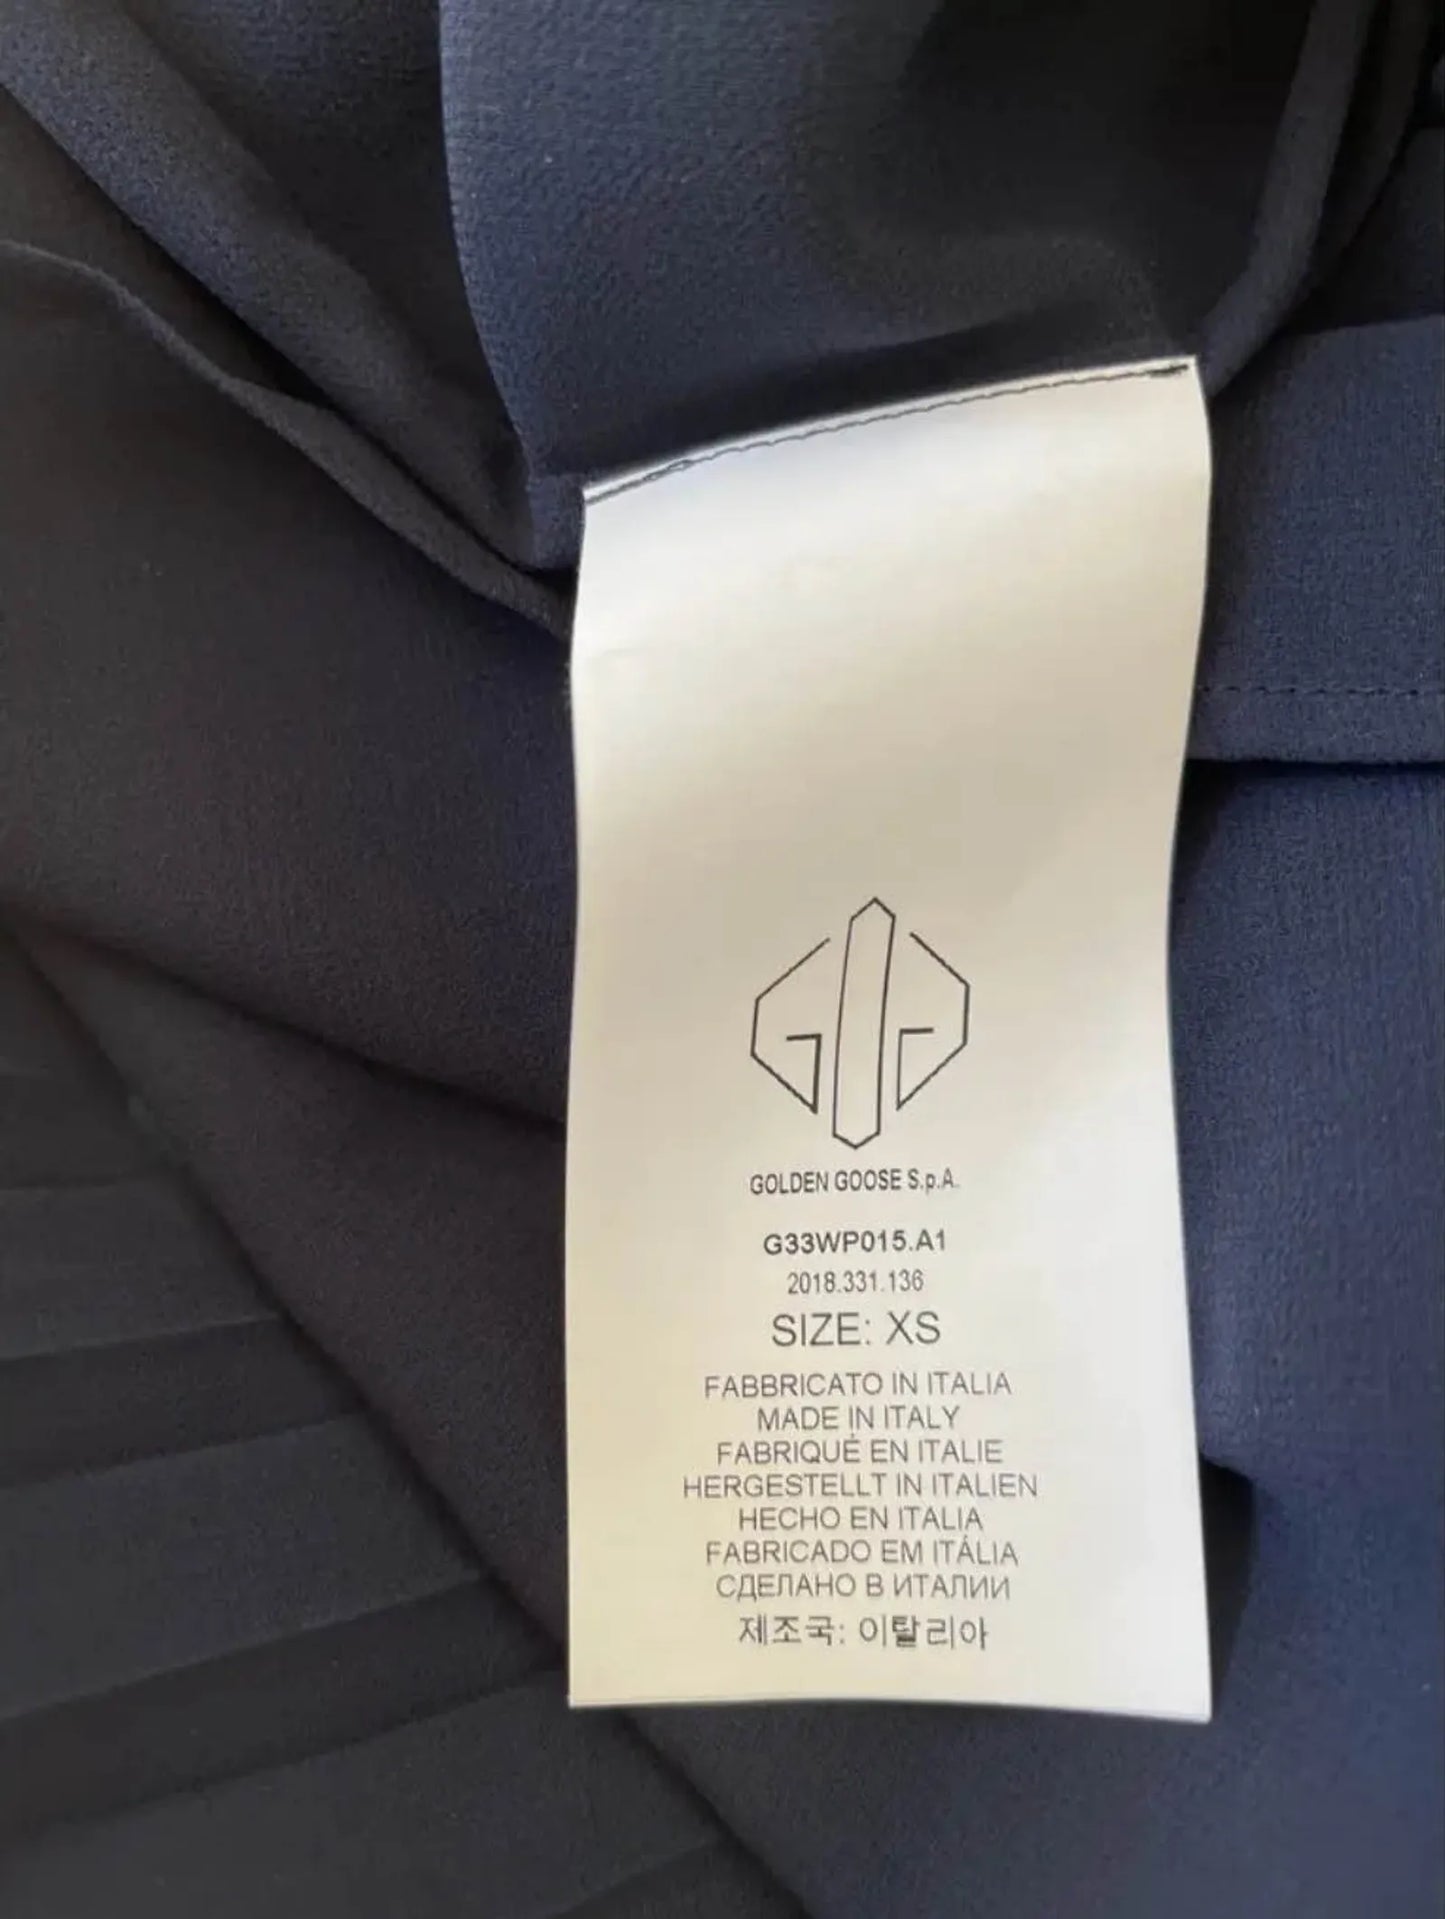 GOLDEN GOOSE S.p.A.
G33WP015.A1
2018.331.136
SIZE: XS
FABBRICATO IN ITALIA
MADE IN ITALY
FABRIQUÉ EN ITALIE
HERGESTELLT IN ITALIEN
HECHO EN ITALIA
FABRICADO EM ITÁLIA
СДЕЛАНО В ИТАЛИИ
제조국: 이탈리아